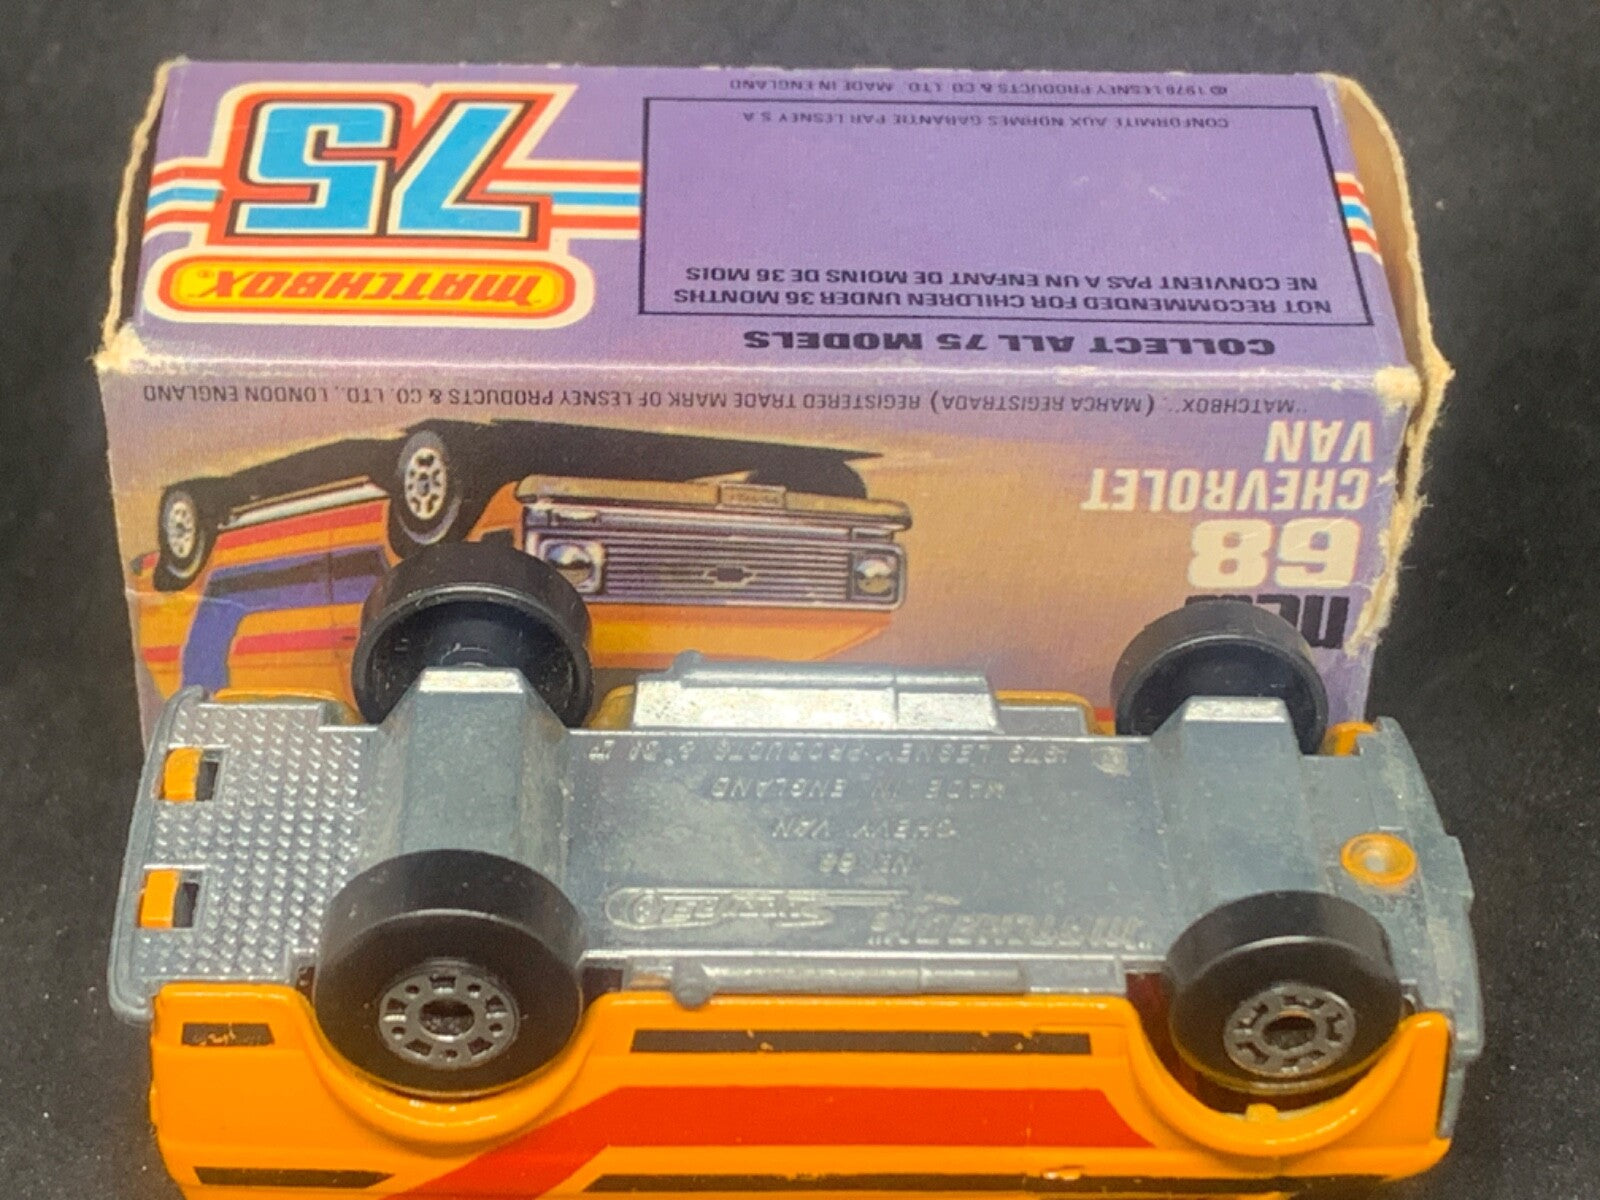 "MATCHBOX" (MARCA REGISTRADA) REGISTERED TRADE MARK OF LESNEY PRODUCTS & CO. LTD., LONDON ENGLAND
new
68
CHEVROLET
VAN
COLLECT ALL 75 MODELS
NOT RECOMMENDED FOR CHILDREN UNDER 36 MONTHS
NE CONVIENT PAS A UN ENFANT DE MOINS DE 36 MOIS
CONFORMITE AUX NORMES GARANTIE PAR LESNEY S A
© 1978 LESNEY PRODUCTS & CO. LTD. MADE IN ENGLAND
MATCHBOX®
75
"MATCHBOX"
SUPERFAST
NO 68
CHEVY VAN
MADE IN ENGLAND
© 1979 LESNEY PRODUCTS & CO LTD